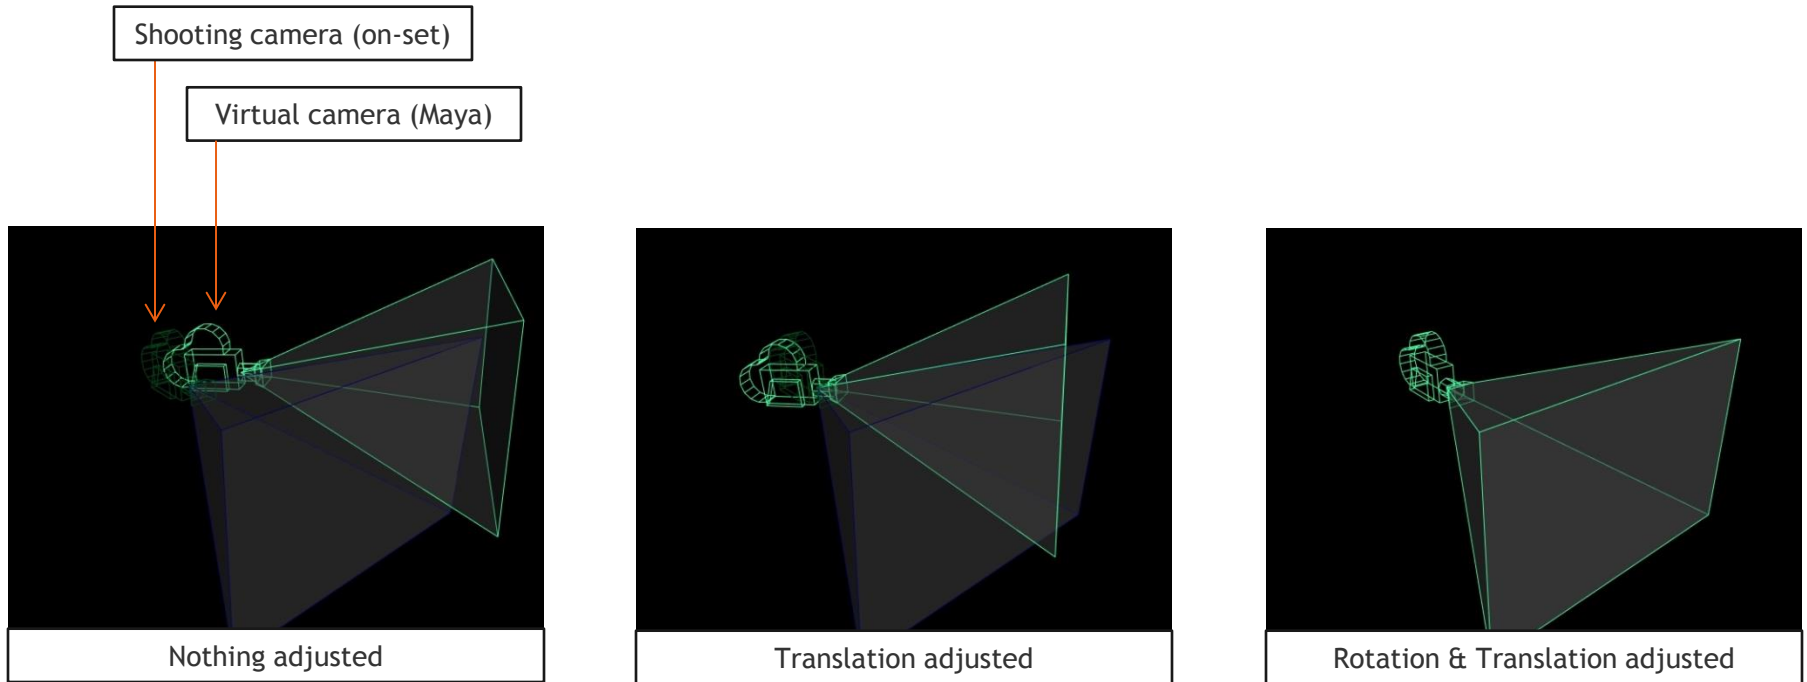 Shooting camera (on-set)
Virtual camera (Maya)
Nothing adjusted
Translation adjusted
Rotation & Translation adjusted